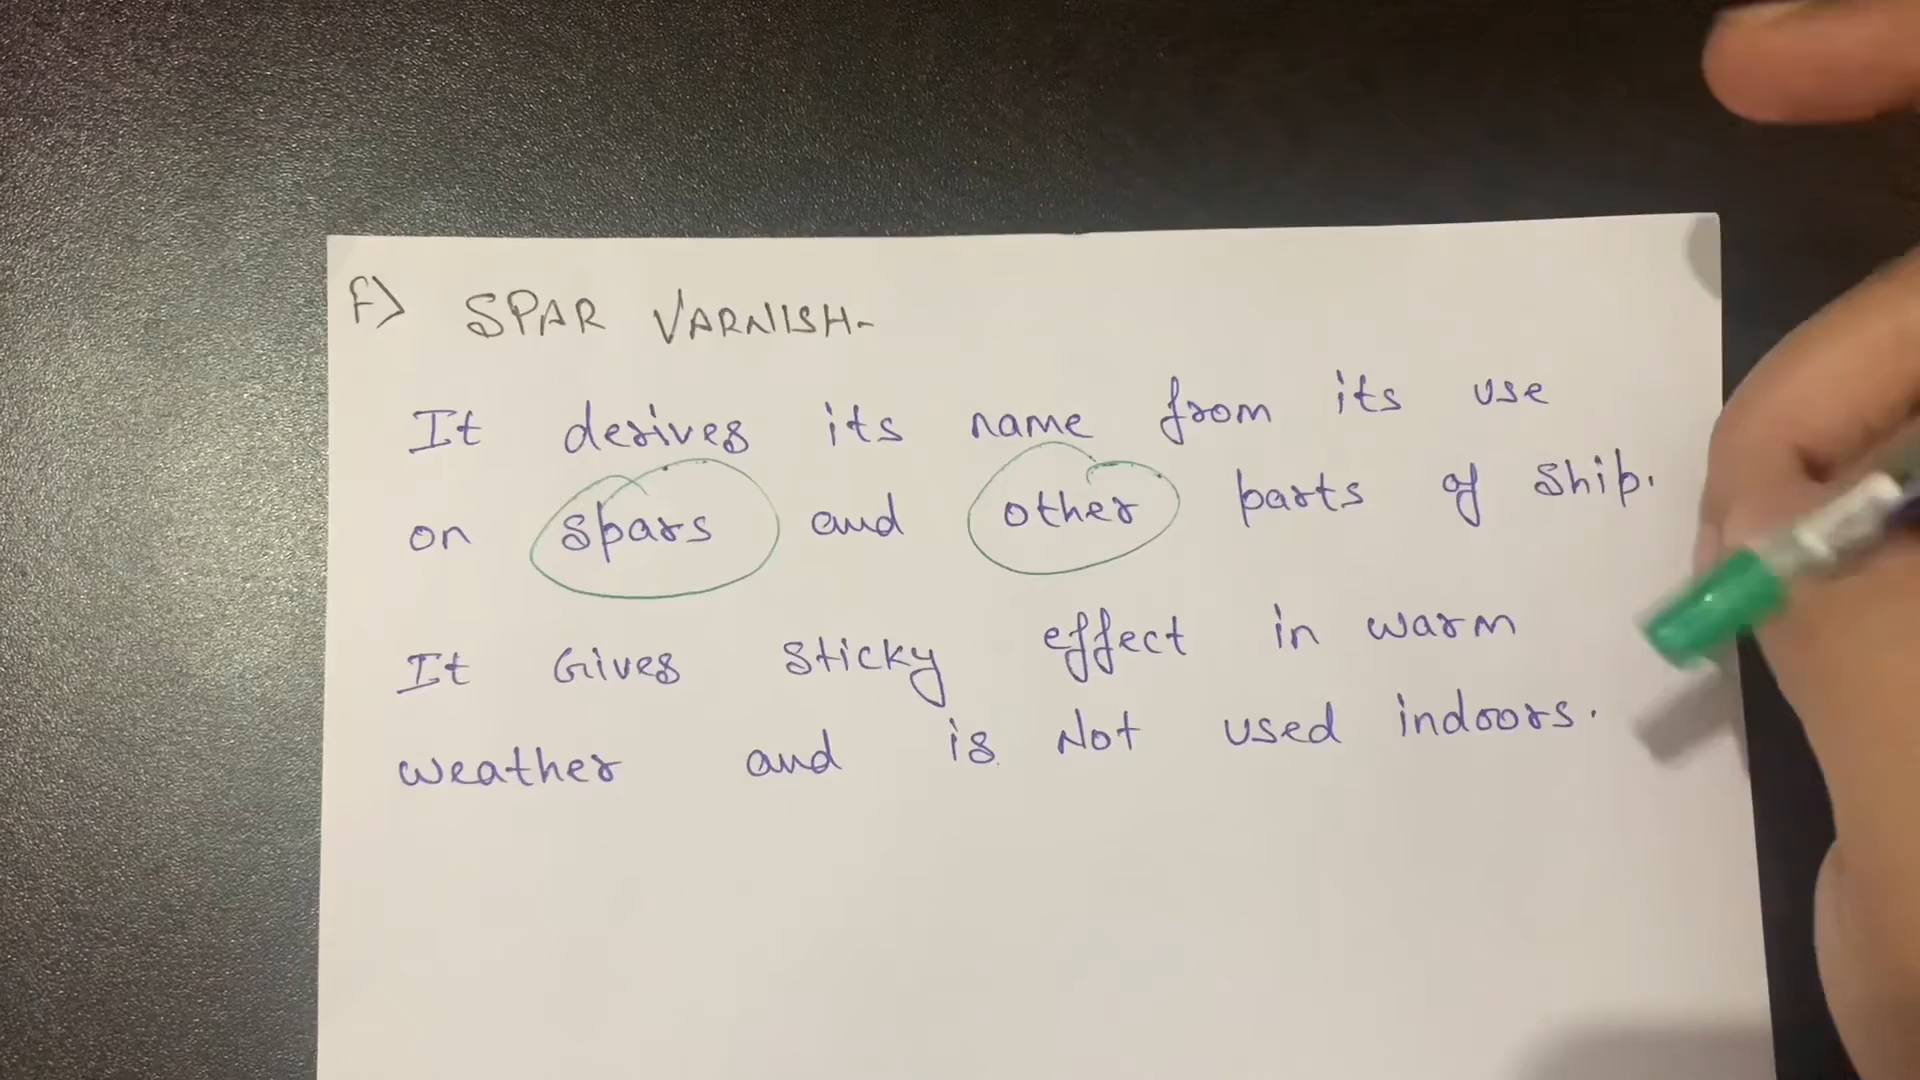 F) SPAR VARNISH-
It derives its name from its use
on spars and other parts of ship.
It Gives sticky effect in warm
weather and is Not used indoors.